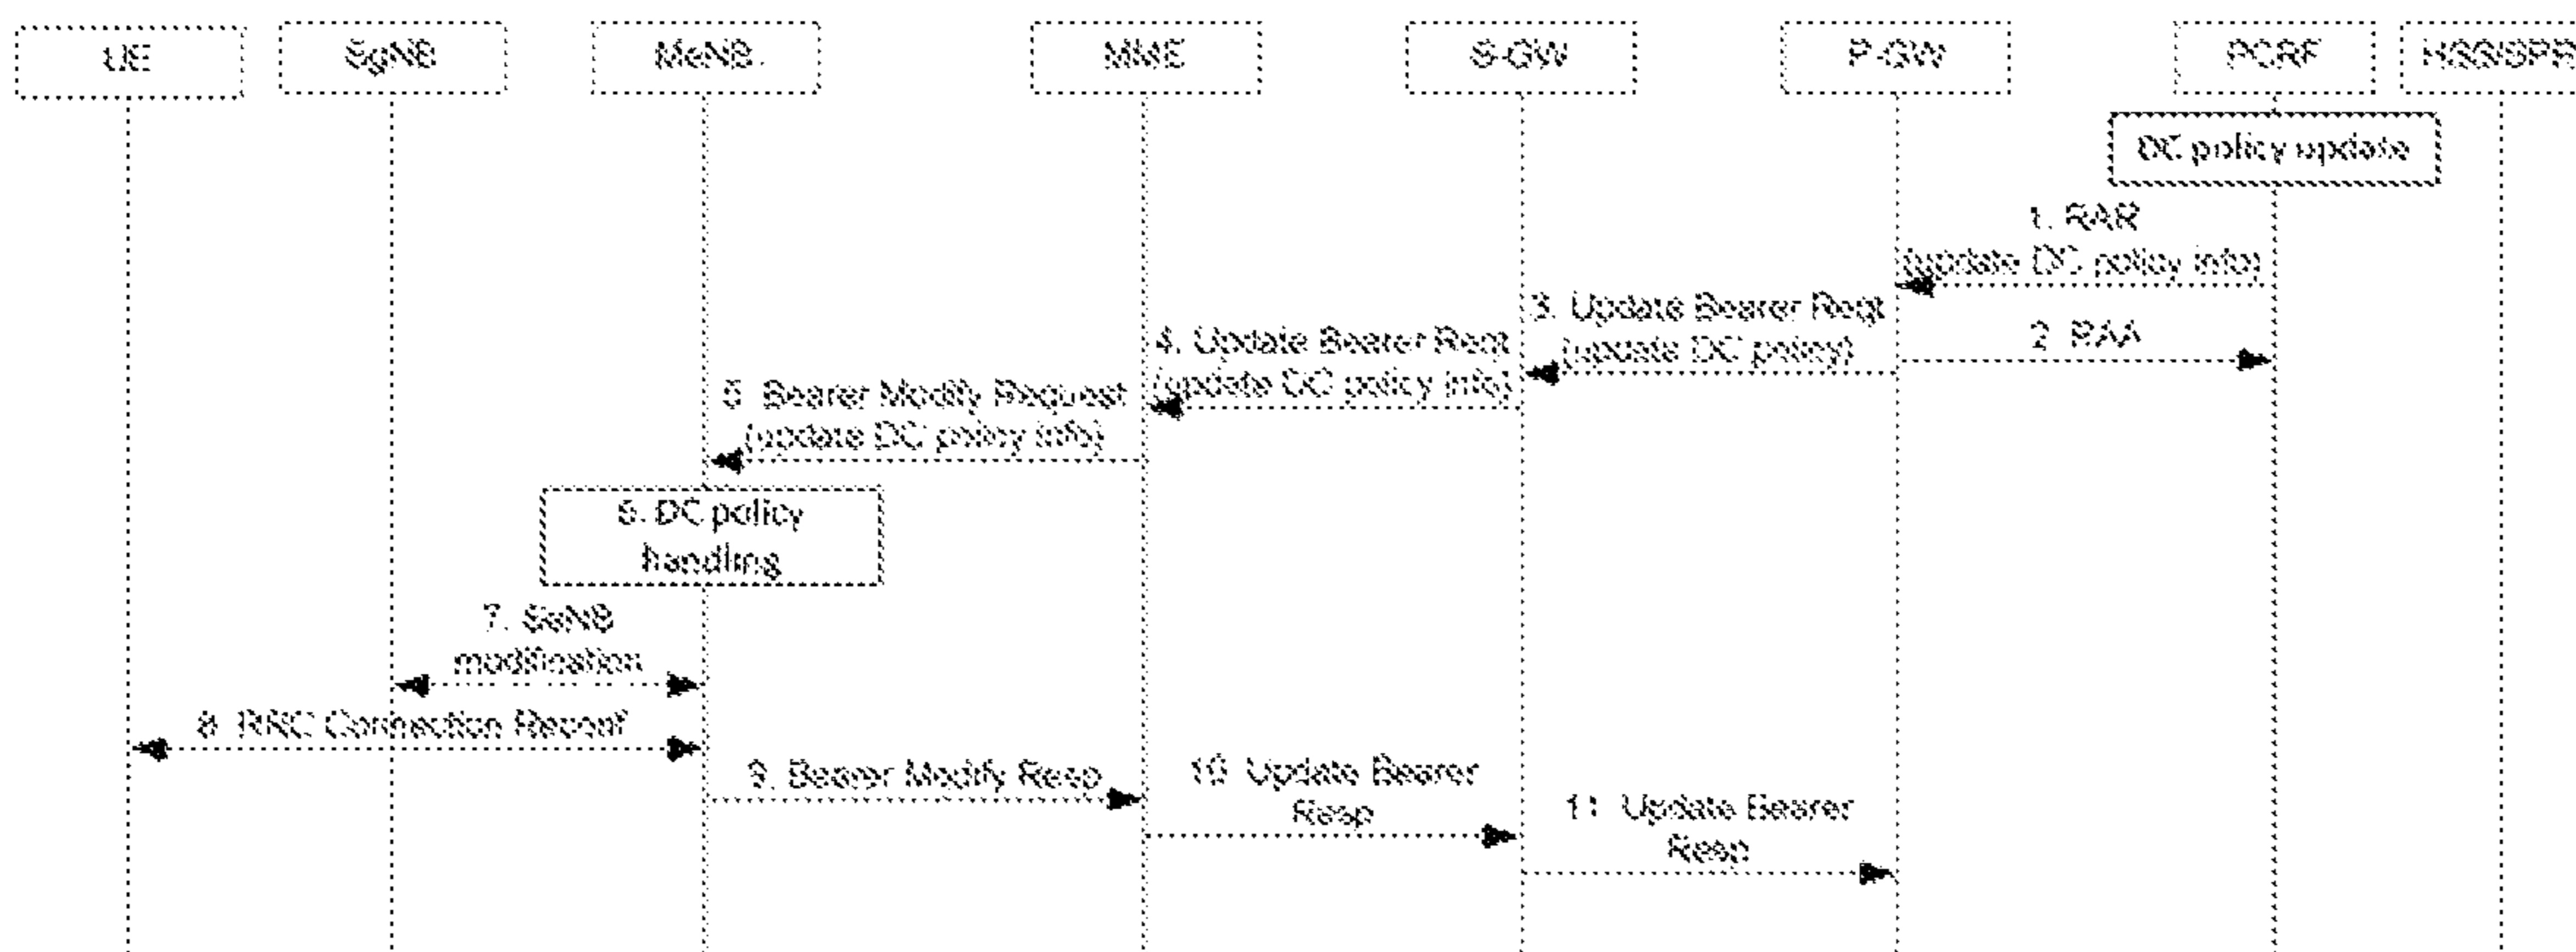 UE SgNB MeNB MME S-GW P-GW PCRF HSS/SPR
DC policy update
1. RAR
(update DC policy info)
3. Update Bearer Reqt
(update DC policy)
2. RAA
4. Update Bearer Reqt
(update DC policy info)
5. Bearer Modify Request
(update DC policy info)
6. DC policy
handling
7. SeNB
modification
8. RRC Connection Reconf
9. Bearer Modify Resp
10. Update Bearer
Resp
11. Update Bearer
Resp